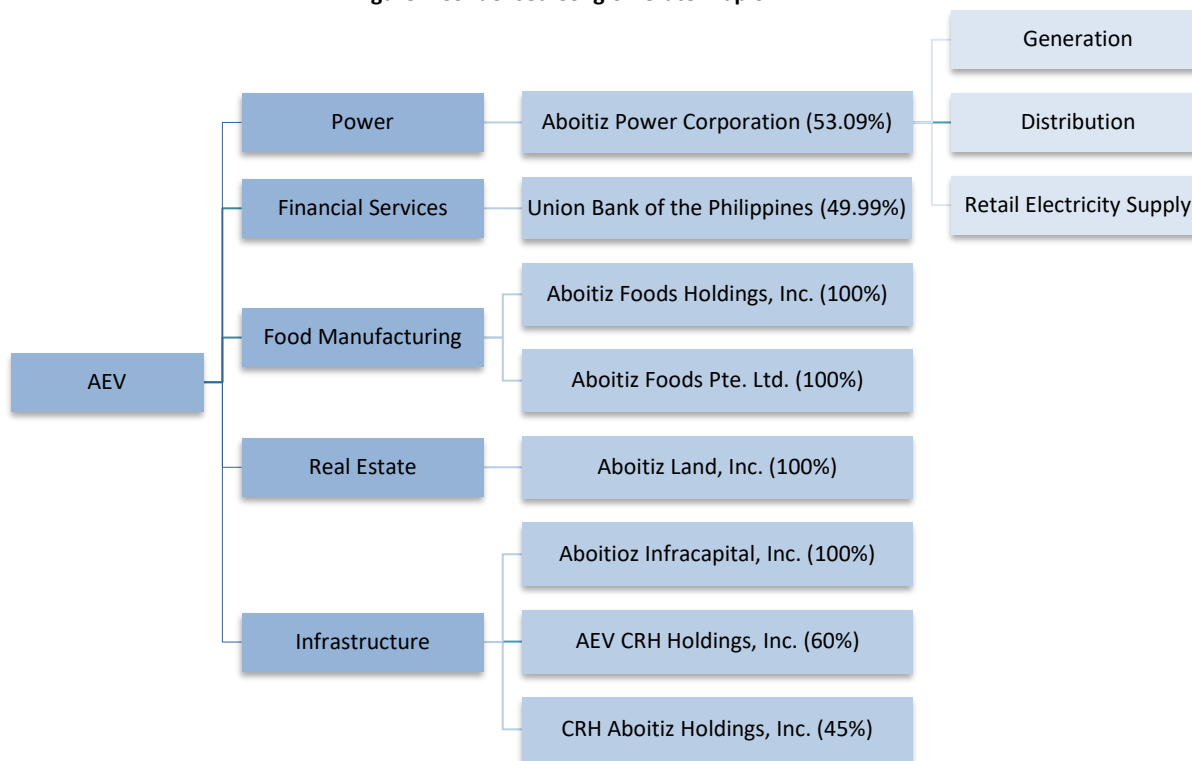 Generation
Power
Aboitiz Power Corporation (53.09%)
Distribution
Financial Services
Union Bank of the Philippines (49.99%)
Retail Electricity Supply
Aboitiz Foods Holdings, Inc. (100%)
Food Manufacturing
AEV
Aboitiz Foods Pte. Ltd. (100%)
Real Estate
Aboitiz Land, Inc. (100%)
Aboitioz Infracapital, Inc. (100%)
Infrastructure
AEV CRH Holdings, Inc. (60%)
CRH Aboitiz Holdings, Inc. (45%)